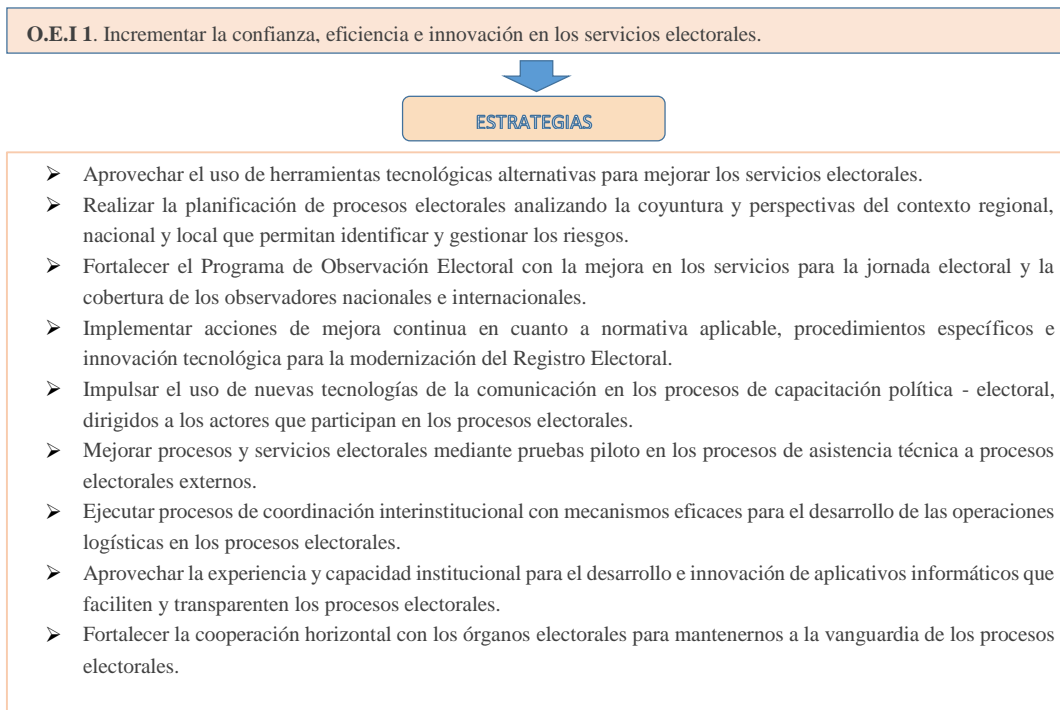 O.E.I 1. Incrementar la confianza, eficiencia e innovación en los servicios electorales.
ESTRATEGIAS
➢ Aprovechar el uso de herramientas tecnológicas alternativas para mejorar los servicios electorales.
➢ Realizar la planificación de procesos electorales analizando la coyuntura y perspectivas del contexto regional,
nacional y local que permitan identificar y gestionar los riesgos.
➢ Fortalecer el Programa de Observación Electoral con la mejora en los servicios para la jornada electoral y la
cobertura de los observadores nacionales e internacionales.
➢ Implementar acciones de mejora continua en cuanto a normativa aplicable, procedimientos específicos e
innovación tecnológica para la modernización del Registro Electoral.
➢ Impulsar el uso de nuevas tecnologías de la comunicación en los procesos de capacitación política - electoral,
dirigidos a los actores que participan en los procesos electorales.
➢ Mejorar procesos y servicios electorales mediante pruebas piloto en los procesos de asistencia técnica a procesos
electorales externos.
➢ Ejecutar procesos de coordinación interinstitucional con mecanismos eficaces para el desarrollo de las operaciones
logísticas en los procesos electorales.
➢ Aprovechar la experiencia y capacidad institucional para el desarrollo e innovación de aplicativos informáticos que
faciliten y transparenten los procesos electorales.
➢ Fortalecer la cooperación horizontal con los órganos electorales para mantenernos a la vanguardia de los procesos
electorales.